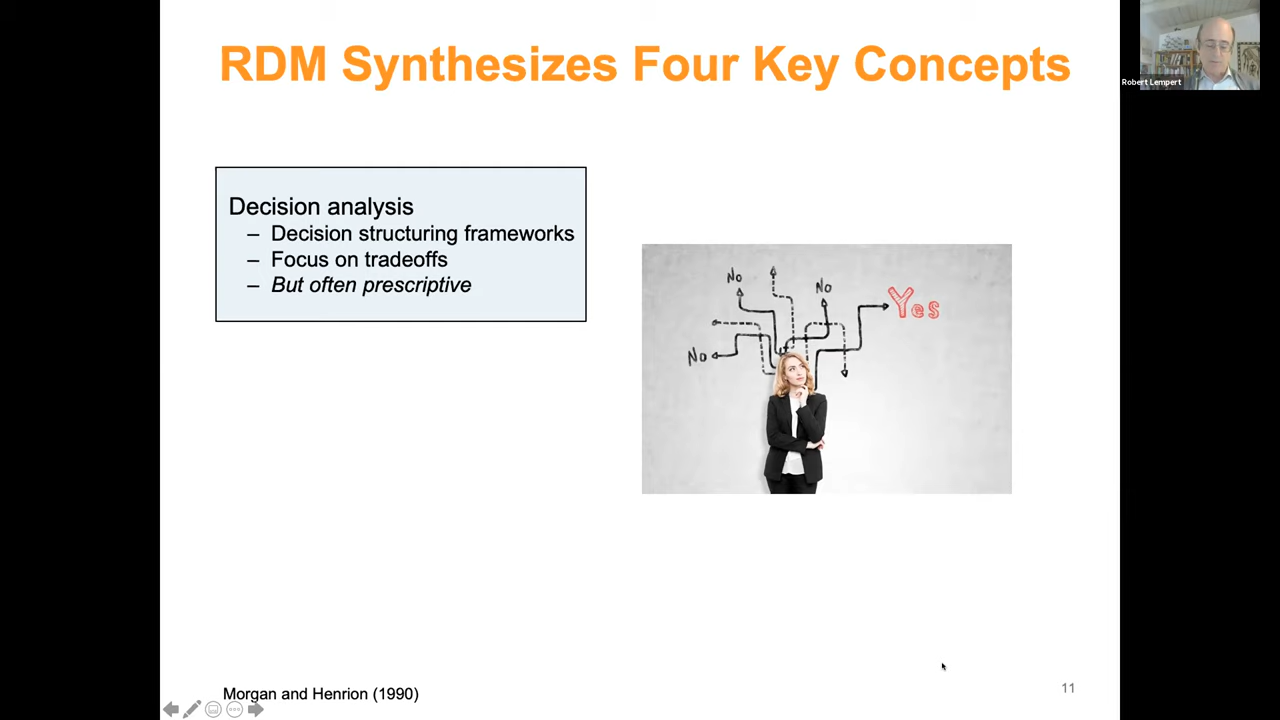 RDM Synthesizes Four Key Concepts
Robert Lempert
Decision analysis
– Decision structuring frameworks
– Focus on tradeoffs
– But often prescriptive
No
No
Yes
No
Morgan and Henrion (1990)
11